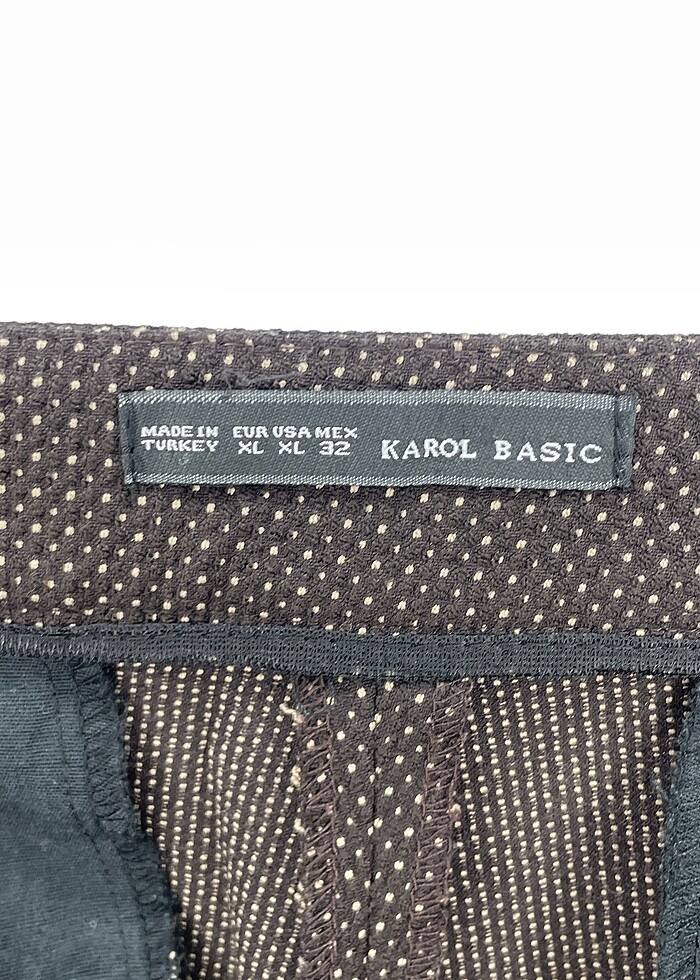 MADE IN EUR USA MEX
TURKEY XL XL 32
KAROL BASIC